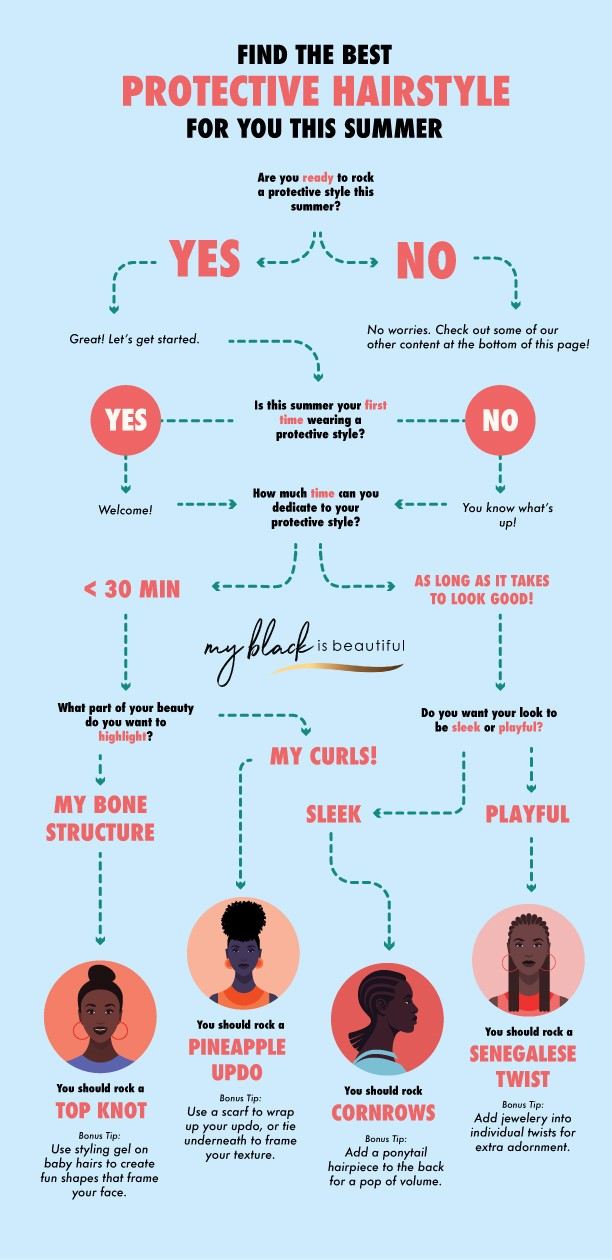 FIND THE BEST
PROTECTIVE HAIRSTYLE
FOR YOU THIS SUMMER
Are you ready to rock
a protective style this
summer?
YES
NO
Great! Let's get started.
No worries. Check out some of our
other content at the bottom of this page!
YES
Is this summer your first
time wearing a
protective style?
NO
Welcome!
How much time can you
dedicate to your
protective style?
You know what's
up!
< 30 MIN
AS LONG AS IT TAKES
TO LOOK GOOD!
my black is beautiful
What part of your beauty
do you want to
highlight?
Do you want your look to
be sleek or playful?
MY CURLS!
MY BONE
STRUCTURE
SLEEK
PLAYFUL
You should rock a
TOP KNOT
Bonus Tip:
Use styling gel on
baby hairs to create
fun shapes that frame
your face.
You should rock a
PINEAPPLE
UPDO
Bonus Tip:
Use a scarf to wrap
up your updo, or tie
underneath to frame
your texture.
You should rock
CORNROWS
Bonus Tip:
Add a ponytail
hairpiece to the back
for a pop of volume.
You should rock a
SENEGALESE
TWIST
Bonus Tip:
Add jewelery into
individual twists for
extra adornment.